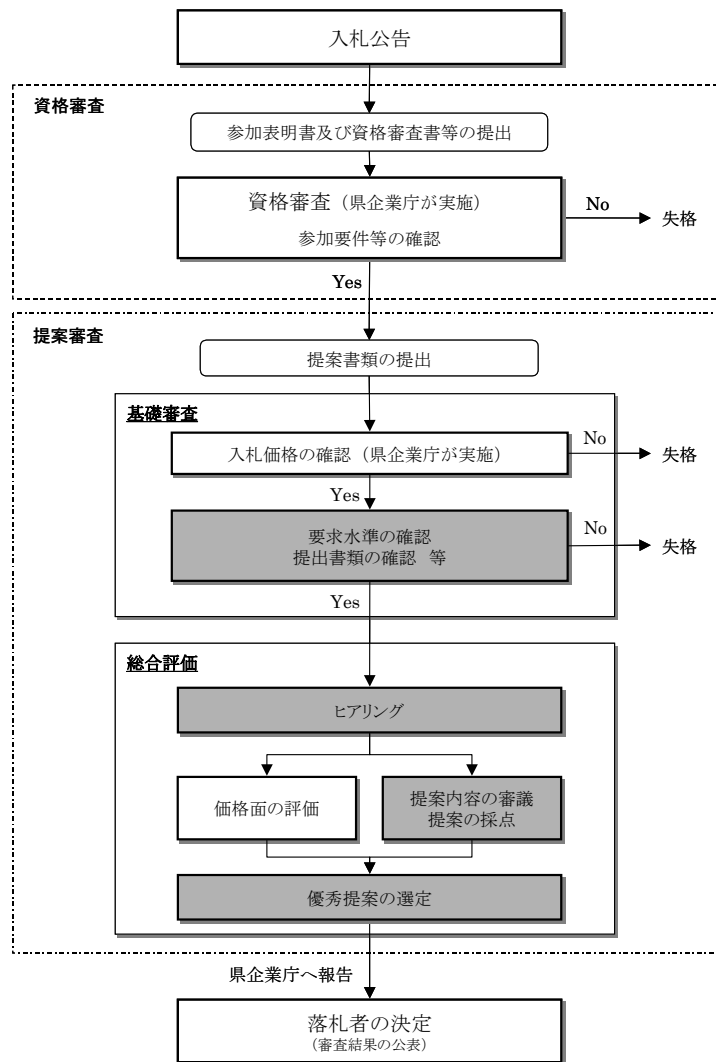 入札公告
資格審査
参加表明書及び資格審査書等の提出
資格審査（県企業庁が実施）
参加要件等の確認
No
失格
Yes
提案審査
提案書類の提出
基礎審査
入札価格の確認（県企業庁が実施）
No
失格
Yes
要求水準の確認
提出書類の確認 等
No
失格
Yes
総合評価
ヒアリング
価格面の評価
提案内容の審議
提案の採点
優秀提案の選定
県企業庁へ報告
落札者の決定
（審査結果の公表）